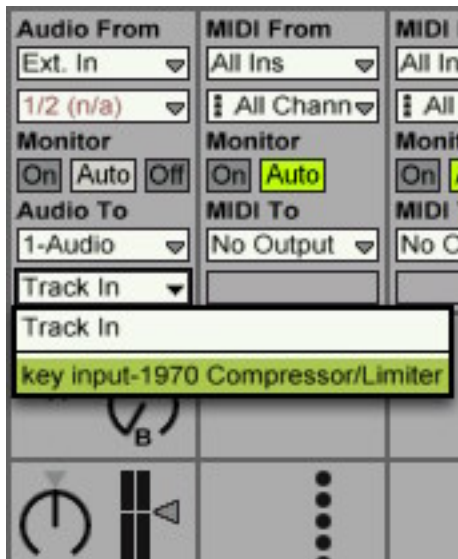 Audio From
Ext. In
1/2 (n/a)
Monitor
On Auto Off
Audio To
1-Audio
Track In
Track In
key input-1970 Compressor/Limiter
B
MIDI From
All Ins
All Chann
Monitor
On Auto
MIDI To
No Output
MIDI
All In
All
Monit
On
MIDI
No